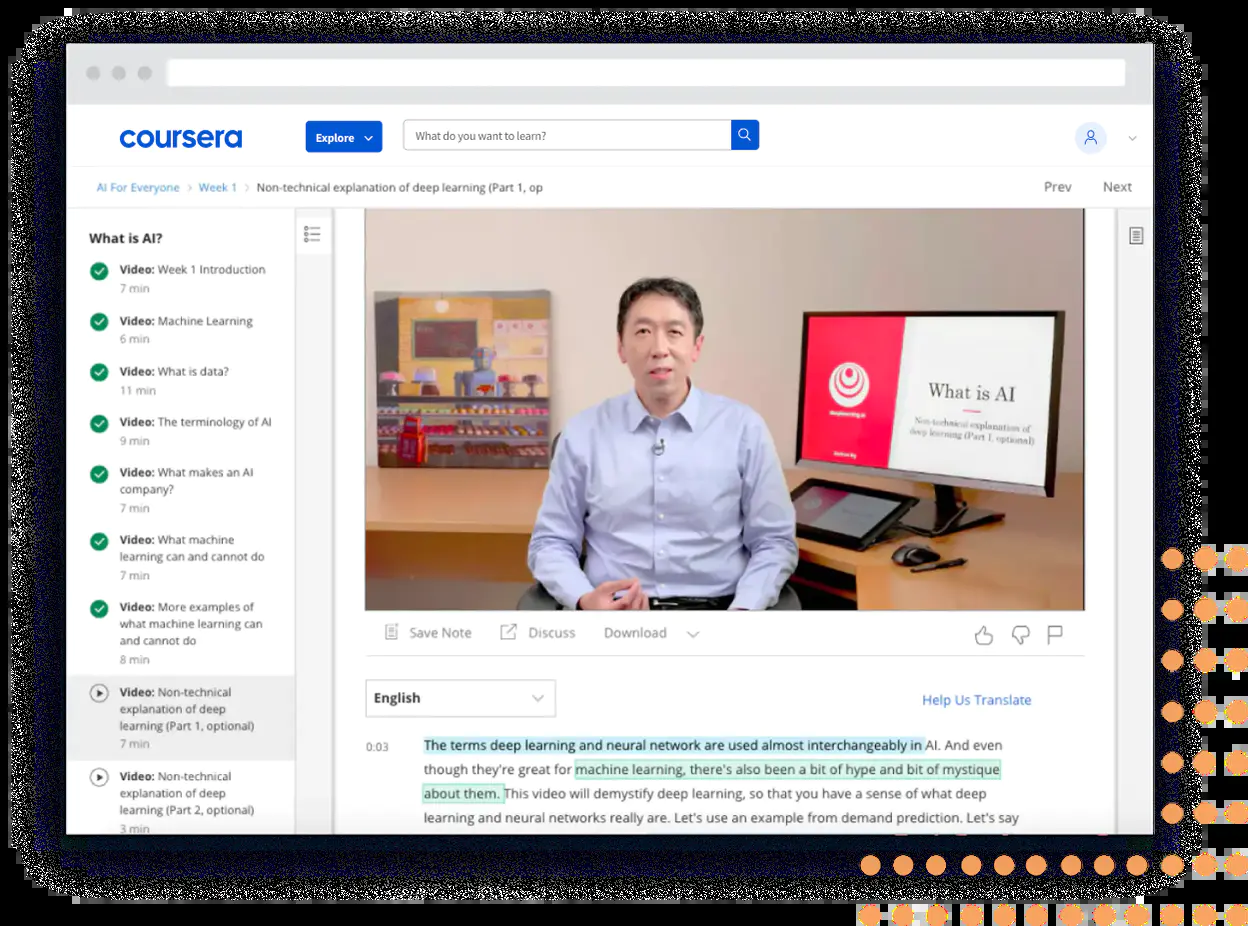 coursera
Explore
What do you want to learn?
AI For Everyone > Week 1 > Non-technical explanation of deep learning (Part 1, op
Prev
Next
What is AI?
Video: Week 1 Introduction
7 min
Video: Machine Learning
6 min
Video: What is data?
11 min
Video: The terminology of AI
9 min
Video: What makes an AI
company?
7 min
Video: What machine
learning can and cannot do
7 min
Video: More examples of
what machine learning can
and cannot do
8 min
Video: Non-technical
explanation of deep
learning (Part 1, optional)
7 min
Video: Non-technical
explanation of deep
learning (Part 2, optional)
3 min
deeplearning.ai
What is AI
Non-technical explanation of
deep learning (Part 1, optional)
Save Note
Discuss
Download
English
Help Us Translate
0:03
The terms deep learning and neural network are used almost interchangeably in AI. And even
though they're great for machine learning, there's also been a bit of hype and bit of mystique
about them. This video will demystify deep learning, so that you have a sense of what deep
learning and neural networks really are. Let's use an example from demand prediction. Let's say